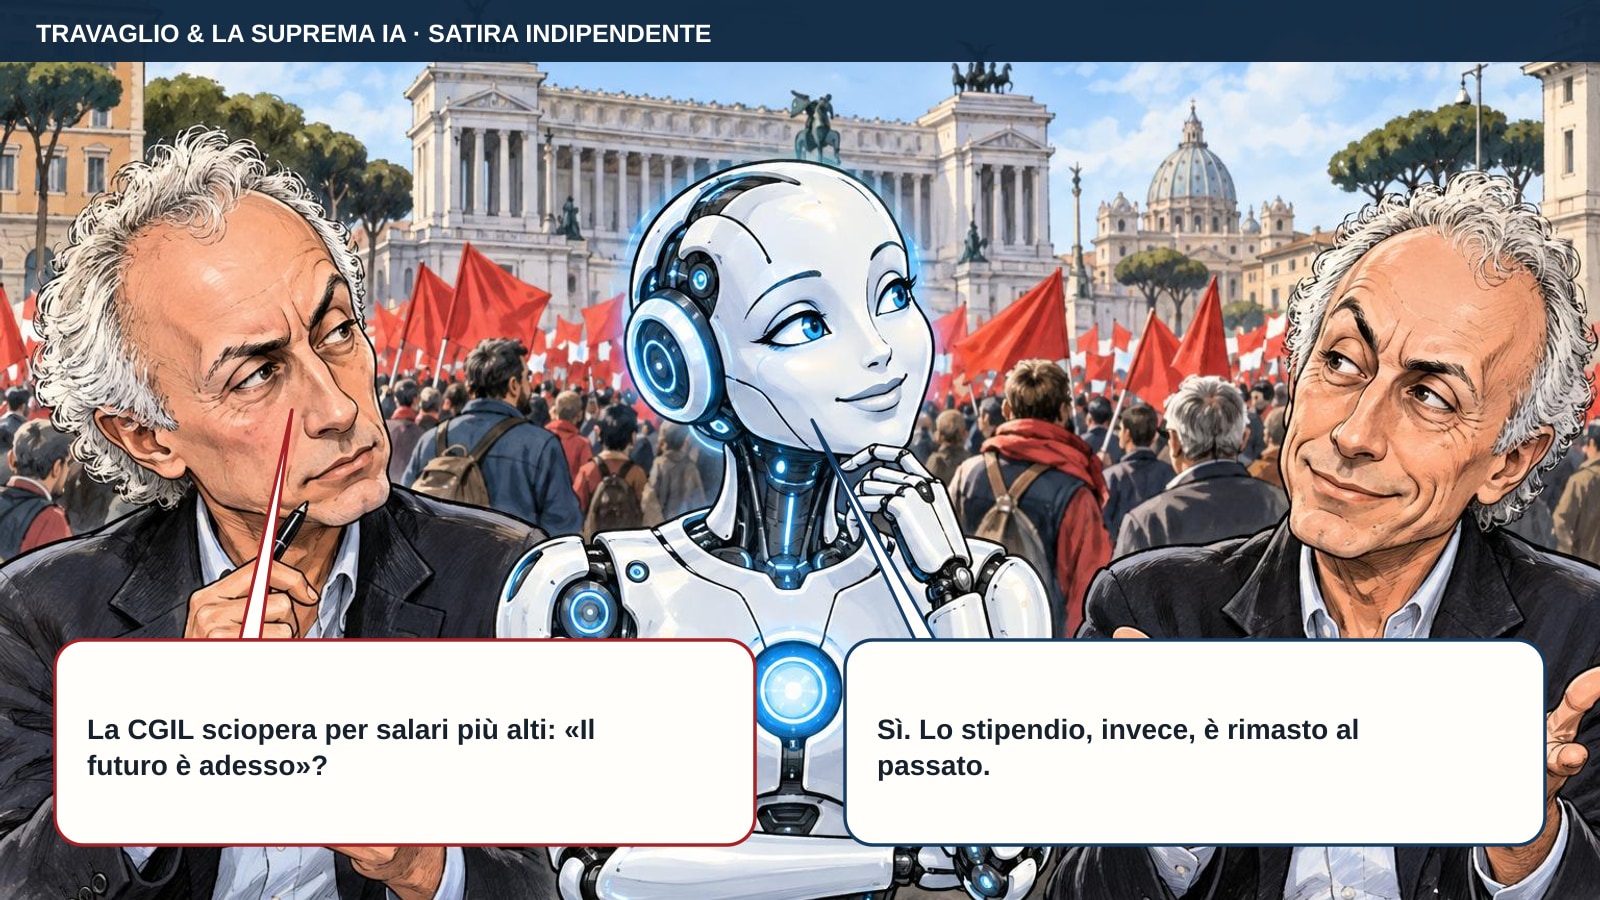 TRAVAGLIO & LA SUPREMA IA · SATIRA INDIPENDENTE
La CGIL sciopera per salari più alti: «Il
futuro è adesso»?
Sì. Lo stipendio, invece, è rimasto al
passato.